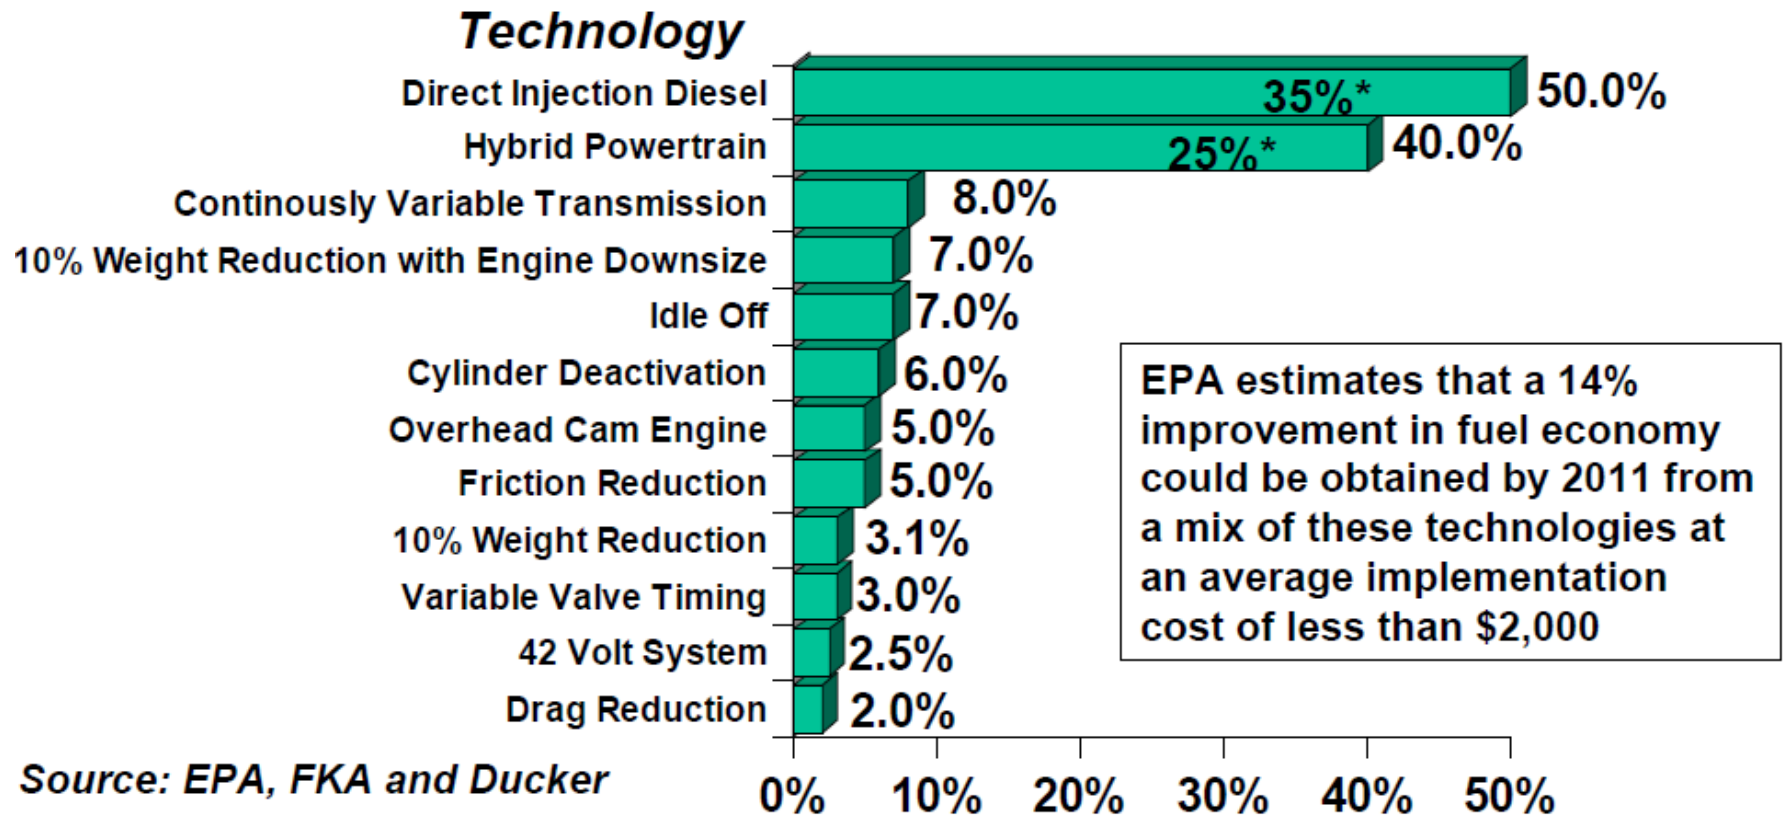 Technology
Direct Injection Diesel 35%* 50.0%
Hybrid Powertrain 25%* 40.0%
Continously Variable Transmission 8.0%
10% Weight Reduction with Engine Downsize 7.0%
Idle Off 7.0%
Cylinder Deactivation 6.0%
Overhead Cam Engine 5.0%
Friction Reduction 5.0%
10% Weight Reduction 3.1%
Variable Valve Timing 3.0%
42 Volt System 2.5%
Drag Reduction 2.0%
EPA estimates that a 14%
improvement in fuel economy
could be obtained by 2011 from
a mix of these technologies at
an average implementation
cost of less than $2,000
0% 10% 20% 30% 40% 50%
Source: EPA, FKA and Ducker